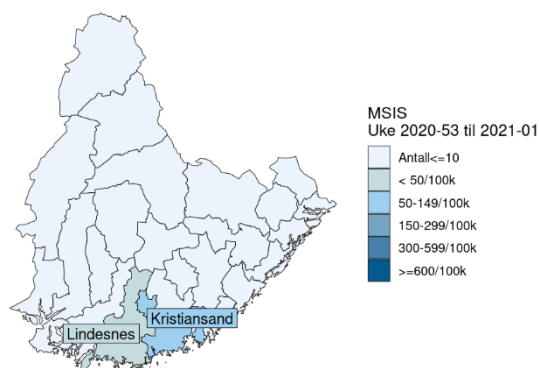 MSIS
Uke 2020-53 til 2021-01
Antall<=10
< 50/100k
50-149/100k
150-299/100k
300-599/100k
>=600/100k
Kristiansand
Lindesnes